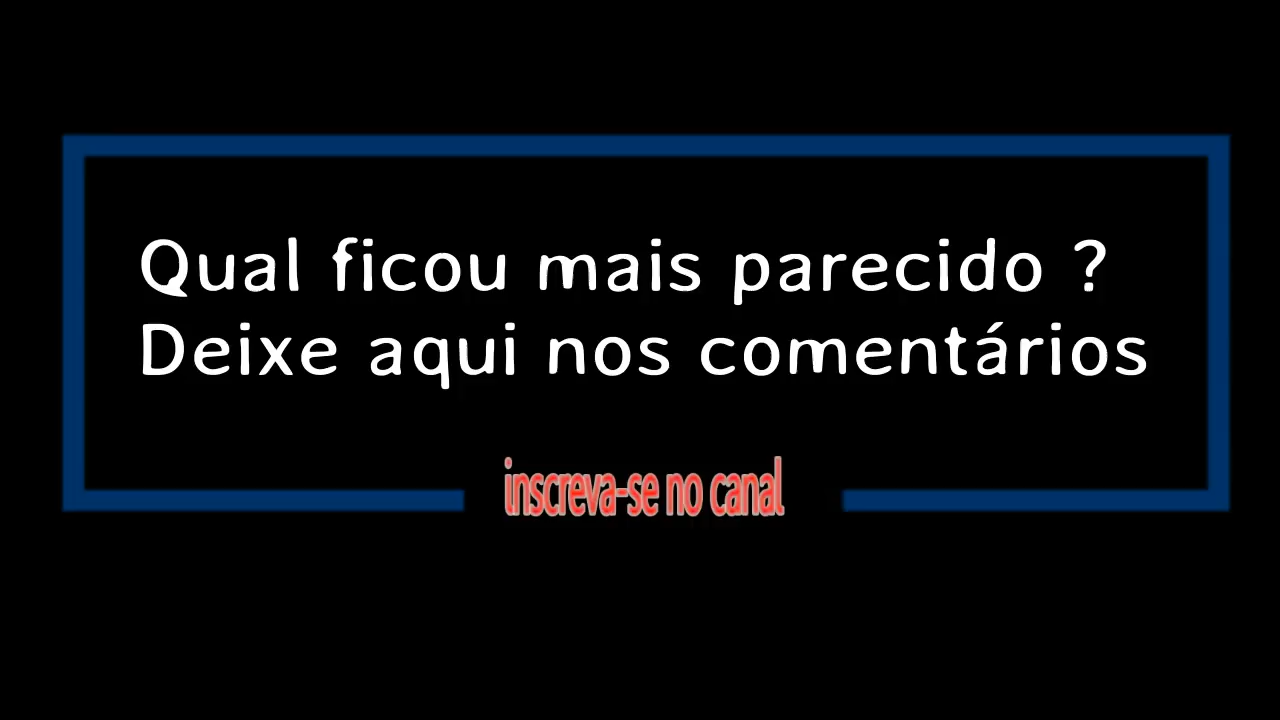 Qual ficou mais parecido ?
Deixe aqui nos comentários
inscreva-se no canal